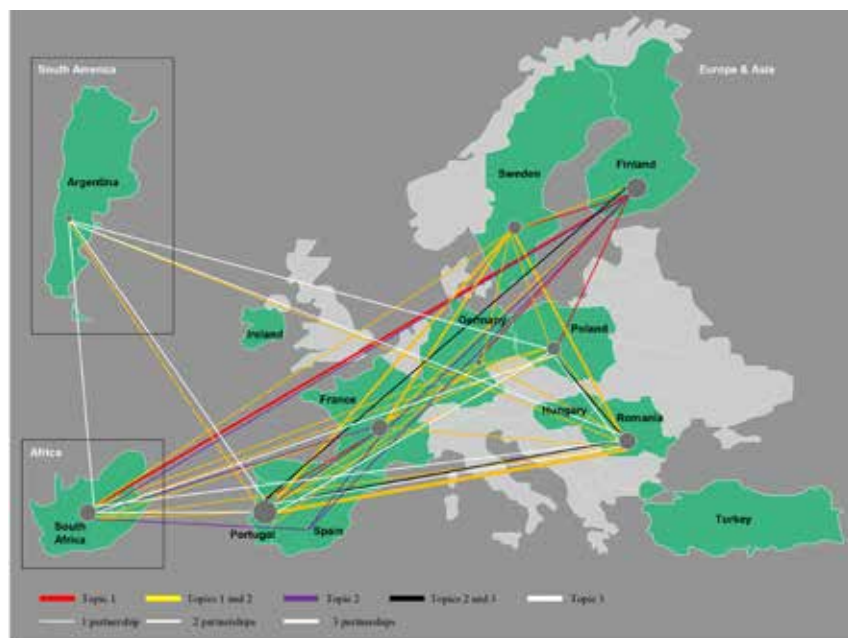 South America
Europe & Asia
Argentina
Finland
Sweden
Ireland
Germany
Poland
France
Hungary
Romania
Africa
South
Africa
Portugal
Spain
Turkey
Topic 1
Topics 1 and 2
Topic 2
Topics 2 and 3
Topic 3
1 partnership
2 partnerships
3 partnerships